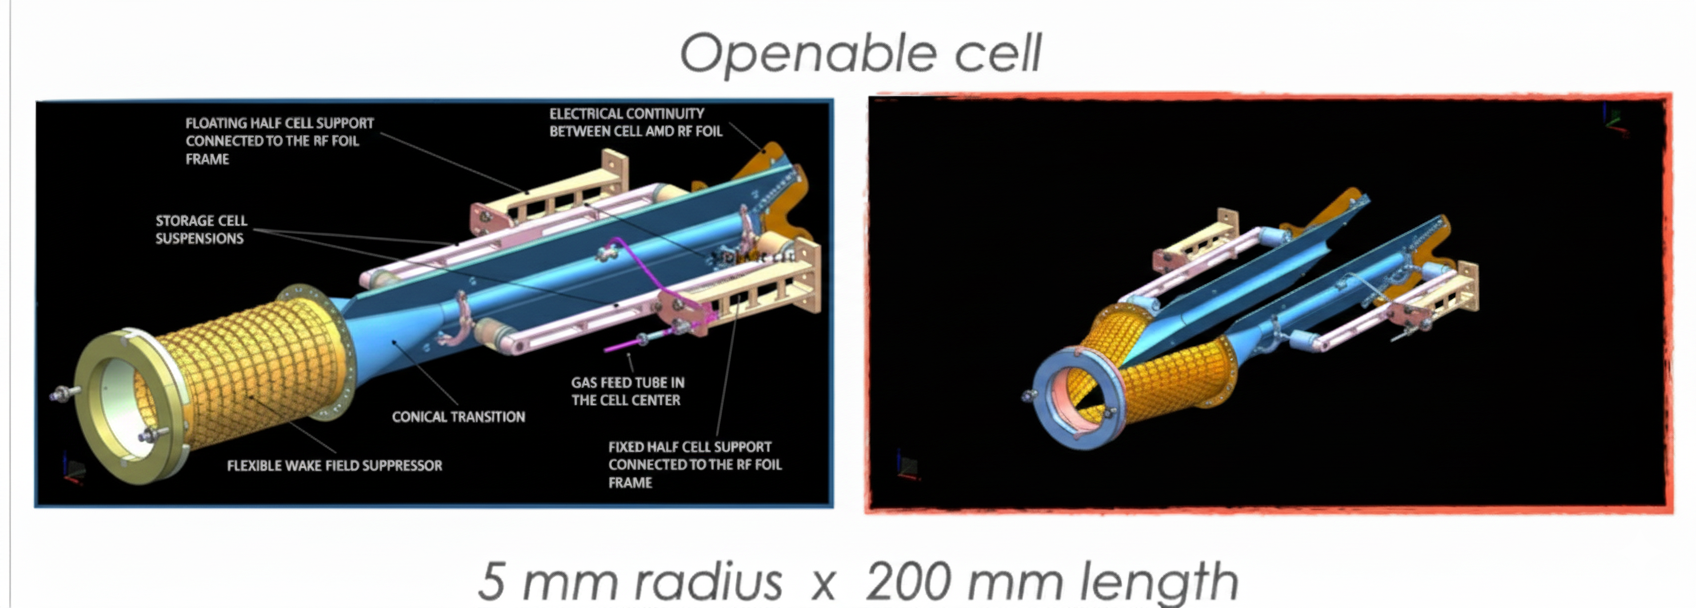 Openable cell
FLOATING HALF CELL SUPPORT
CONNECTED TO THE RF FOIL
FRAME
ELECTRICAL CONTINUITY
BETWEEN CELL AMD RF FOIL
STORAGE CELL
SUSPENSIONS
GAS FEED TUBE IN
THE CELL CENTER
CONICAL TRANSITION
FLEXIBLE WAKE FIELD SUPPRESSOR
FIXED HALF CELL SUPPORT
CONNECTED TO THE RF FOIL
FRAME
5 mm radius x 200 mm length